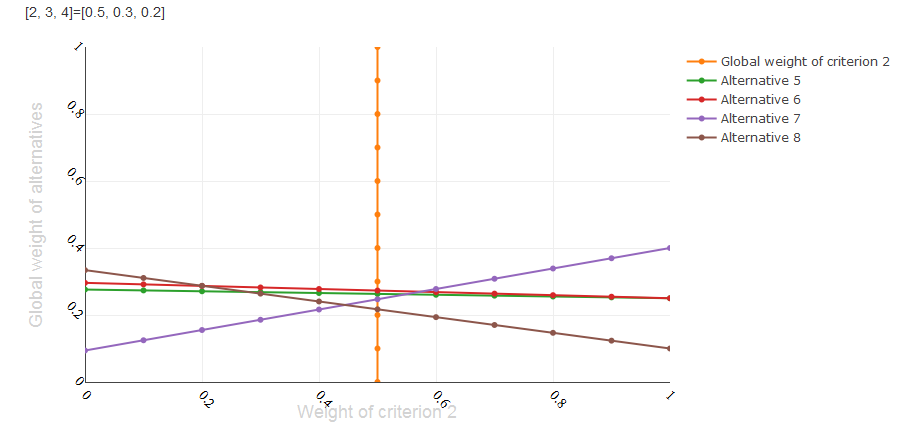 [2, 3, 4]=[0.5, 0.3, 0.2]
Global weight of alternatives
1
0.8
0.6
0.4
0.2
0
0
0.2
0.4
0.6
0.8
1
Weight of criterion 2
Global weight of criterion 2
Alternative 5
Alternative 6
Alternative 7
Alternative 8